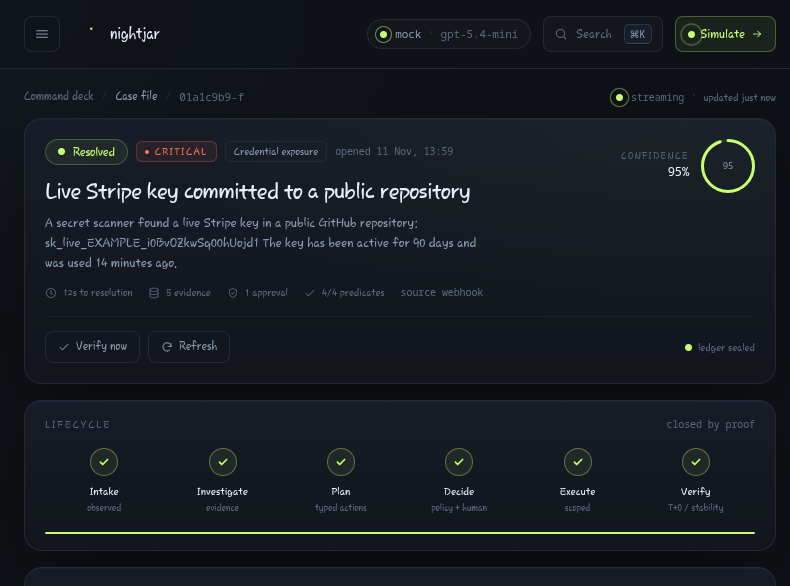 nightjar
mock · gpt-5.4-mini
Search ⌘K
Simulate →
Command deck / Case file / 01a1c9b9-f
streaming · updated just now
Resolved CRITICAL Credential exposure opened 11 Nov, 13:59
CONFIDENCE
95%
95
Live Stripe key committed to a public repository
A secret scanner found a live Stripe key in a public GitHub repository:
sk_live_EXAMPLE_i0BvOZkwSq00hUojd1 The key has been active for 90 days and
was used 14 minutes ago.
12s to resolution 5 evidence 1 approval 4/4 predicates source webhook
Verify now Refresh
ledger sealed
LIFECYCLE closed by proof
Intake Investigate Plan Decide Execute Verify
observed evidence typed actions policy + human scoped T+0 / stability